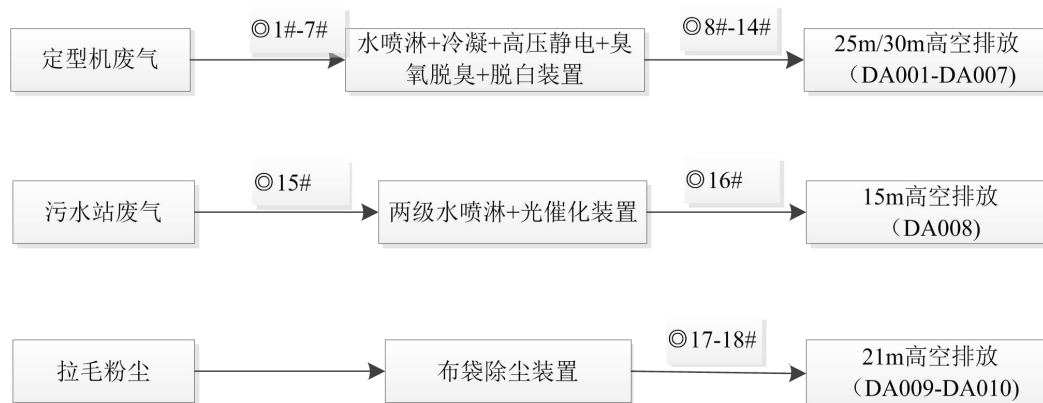 ◎1#-7#
◎8#-14#
定型机废气
水喷淋+冷凝+高压静电+臭
氧脱臭+脱白装置
25m/30m高空排放
（DA001-DA007)
◎15#
◎16#
污水站废气
两级水喷淋+光催化装置
15m高空排放
（DA008)
◎17-18#
拉毛粉尘
布袋除尘装置
21m高空排放
（DA009-DA010)